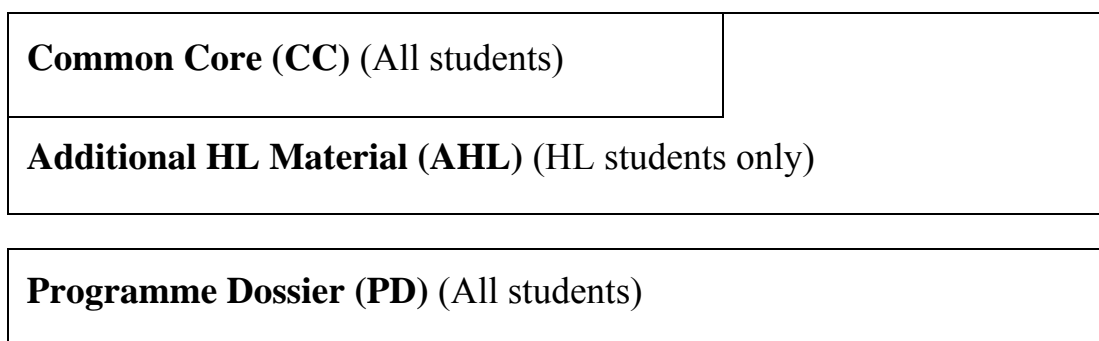 Common Core (CC) (All students)
Additional HL Material (AHL) (HL students only)
Programme Dossier (PD) (All students)